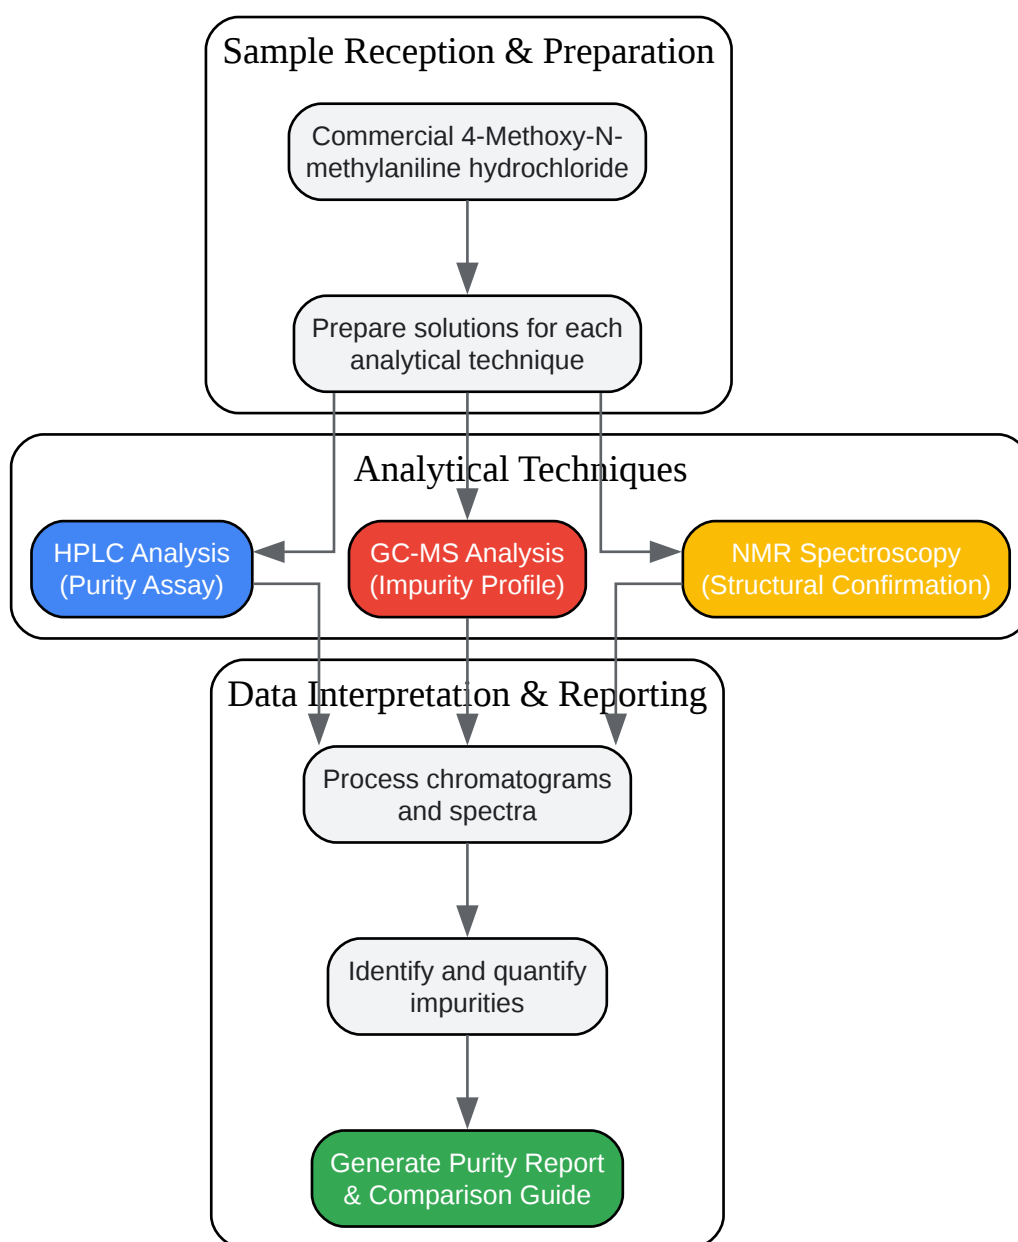 Sample Reception & Preparation
Commercial 4-Methoxy-N-
methylaniline hydrochloride
Prepare solutions for each
analytical technique
Analytical Techniques
HPLC Analysis
(Purity Assay)
GC-MS Analysis
(Impurity Profile)
NMR Spectroscopy
(Structural Confirmation)
Data Interpretation & Reporting
Process chromatograms
and spectra
Identify and quantify
impurities
Generate Purity Report
& Comparison Guide